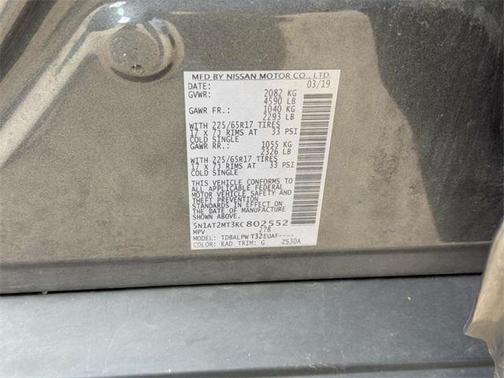 MFD BY NISSAN MOTOR CO., LTD.
DATE: 03/19
GVWR: 2082 KG
4590 LB
GAWR FR.: 1040 KG
2293 LB
WITH 225/65R17 TIRES
17 X 7J RIMS AT 33 PSI
COLD SINGLE
GAWR RR.: 1055 KG
2326 LB
WITH 225/65R17 TIRES
17 X 7J RIMS AT 33 PSI
COLD SINGLE
THIS VEHICLE CONFORMS TO
ALL APPLICABLE FEDERAL
MOTOR VEHICLE SAFETY AND
THEFT PREVENTION
STANDARDS IN EFFECT ON THE
DATE OF MANUFACTURE
SHOWN ABOVE.
5N1AT2MT3KC802552
MPV 278
MODEL: TDBALPWT32EUAF----
COLOR: KAD TRIM: G 2530A